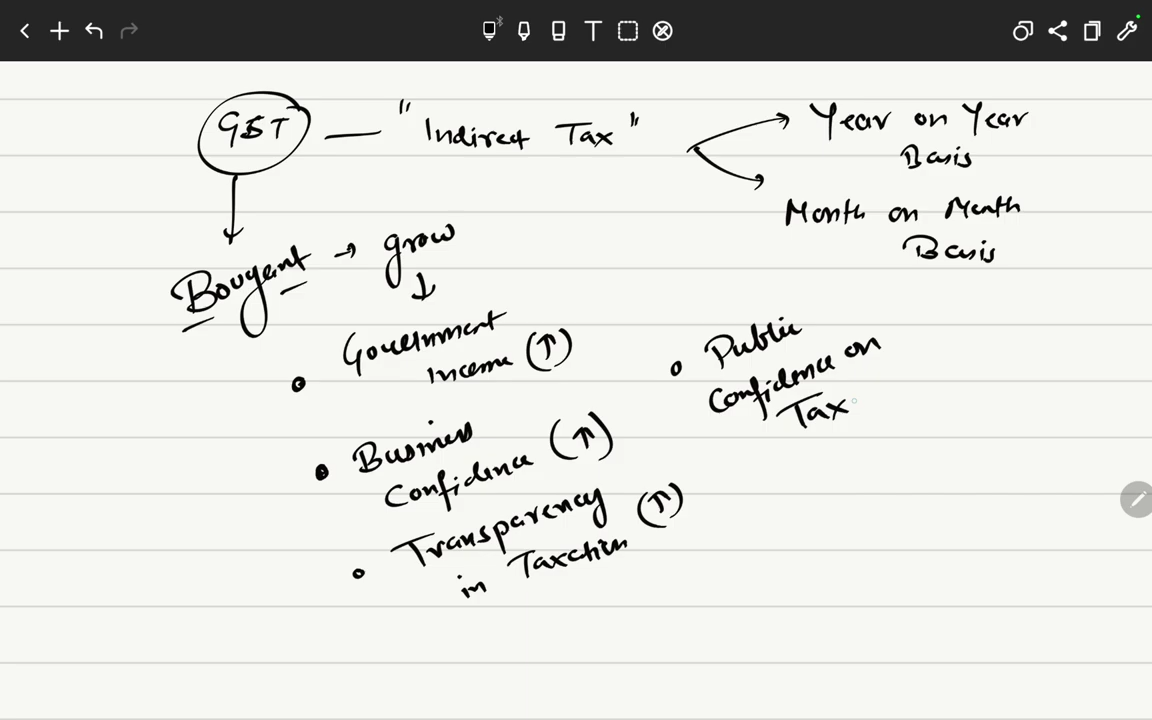 GST — "Indirect Tax"
Year on Year
Basis
Month on Month
Basis
Bouyant → grow
Government
Income (↑)
Business
Confidence (↑)
Transparency (↑)
in Taxation
Public
Confidence on
Tax